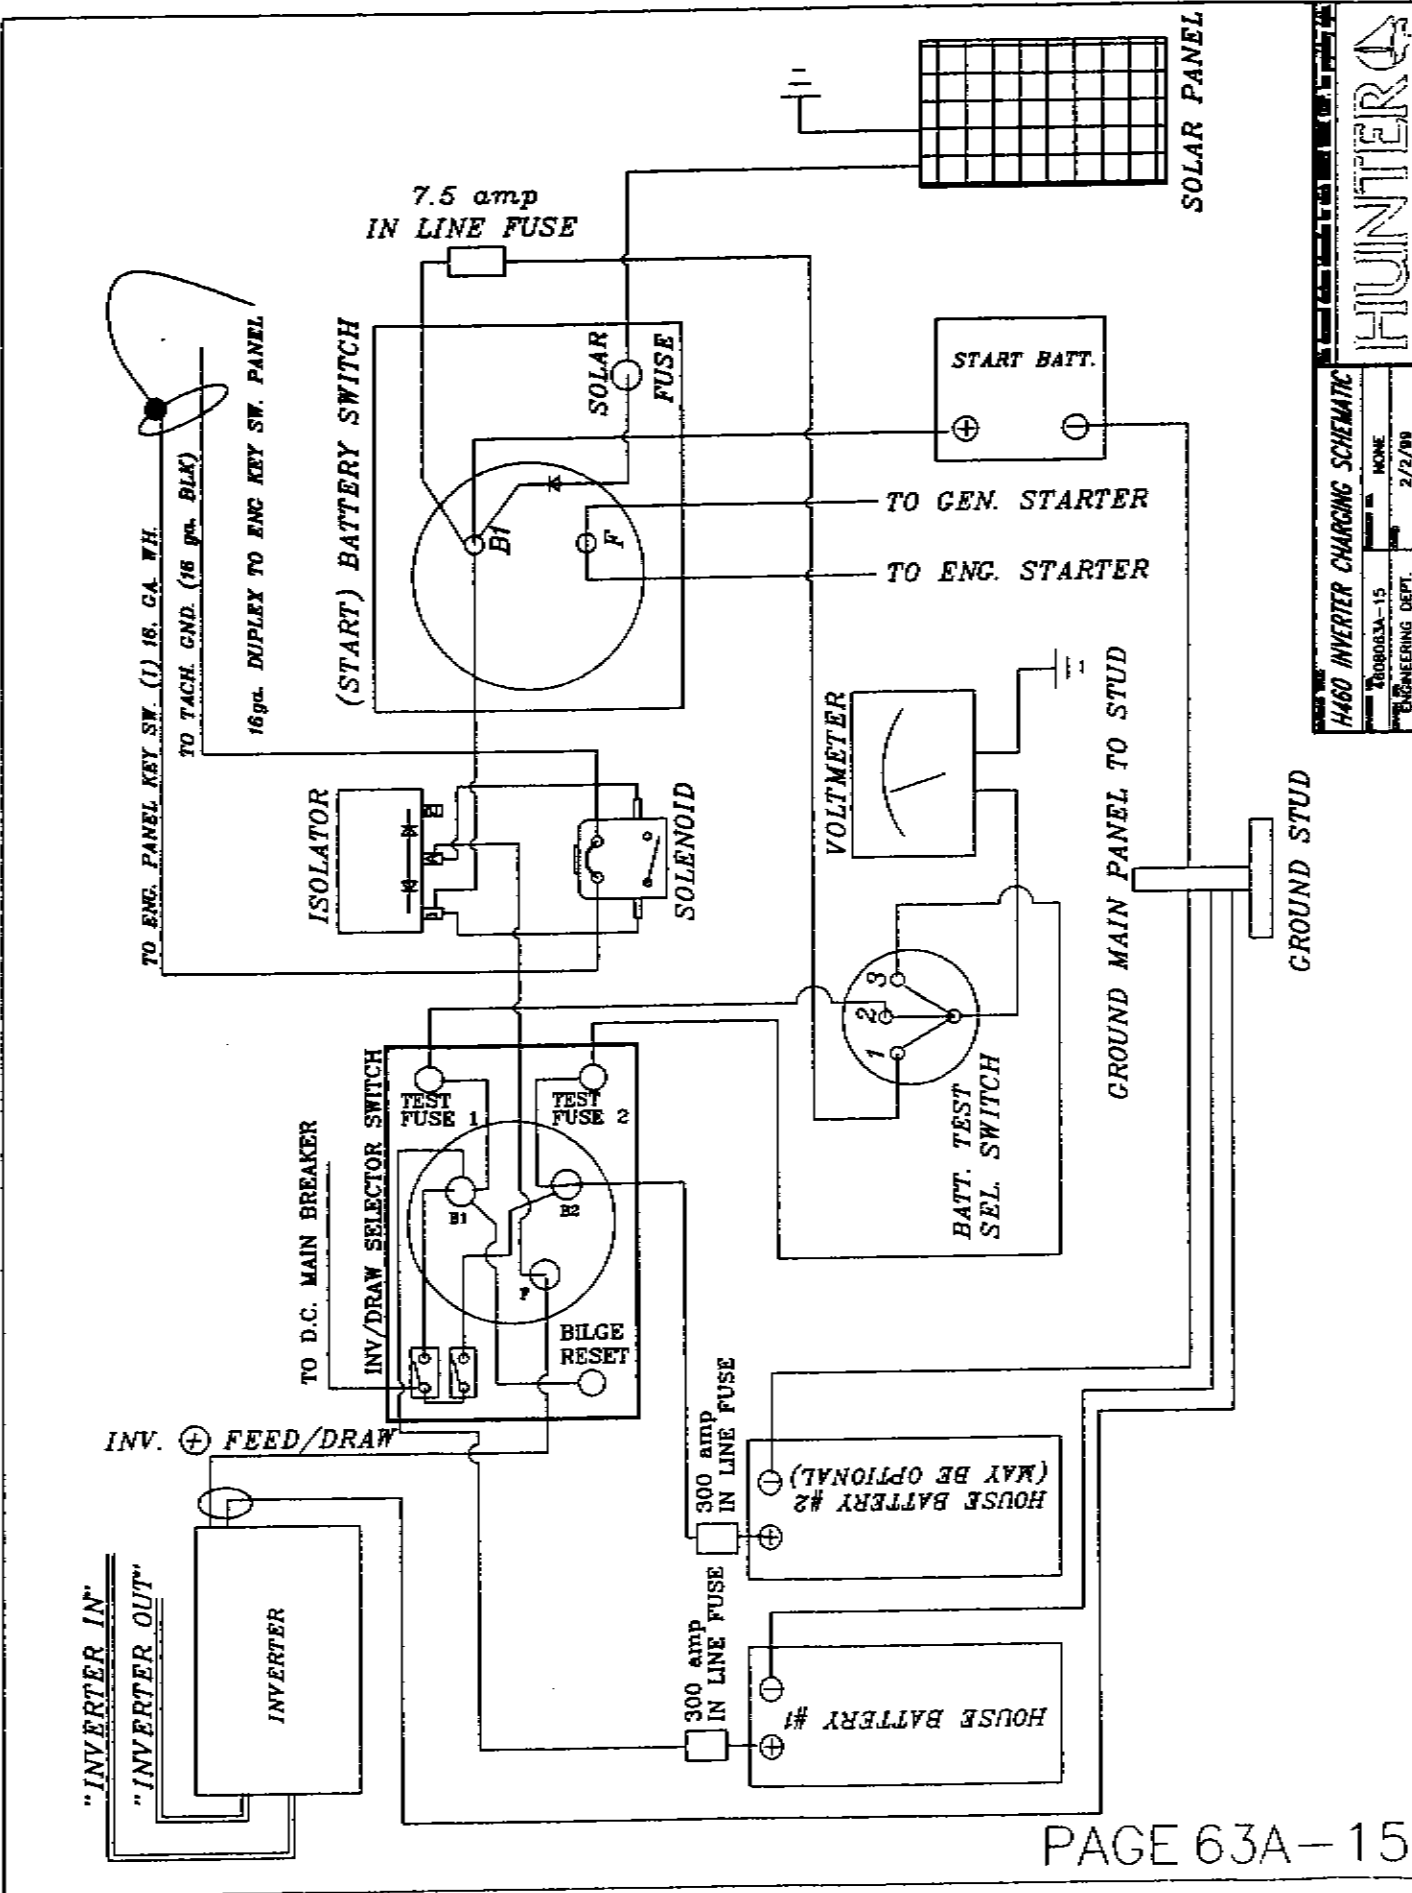 SOLAR PANEL
7.5 amp
IN LINE FUSE
TO ENG. PANEL KEY SW. (1) 16. GA. WH.
TO TACH. GND. (16 ga. BLK)
16ga. DUPLEX TO ENG KEY SW. PANEL
(START) BATTERY SWITCH
SOLAR
FUSE
B1
F
START BATT.
+
−
TO GEN. STARTER
TO ENG. STARTER
ISOLATOR
SOLENOID
VOLTMETER
GROUND MAIN PANEL TO STUD
GROUND STUD
1
2
3
BATT. TEST
SEL. SWITCH
TO D.C. MAIN BREAKER
INV/DRAW SELECTOR SWITCH
TEST
FUSE 1
TEST
FUSE 2
B1
B2
F
BILGE
RESET
INV. + FEED/DRAW
"INVERTER IN"
"INVERTER OUT"
INVERTER
300 amp
IN LINE FUSE
300 amp
IN LINE FUSE
HOUSE BATTERY #2
(MAY BE OPTIONAL)
+
−
HOUSE BATTERY #1
+
−
HUNTER
H460 INVERTER CHARGING SCHEMATIC
4608063A-15
NONE
ENGINEERING DEPT.
2/2/99
PAGE 63A-15